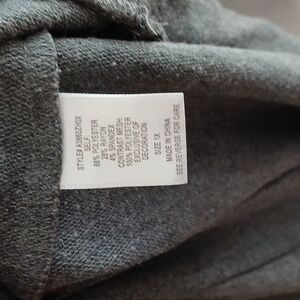 STYLE# A3860ZH0X
SELF
68% POLYESTER
28% RAYON
4% SPANDEX
CONTRAST MESH:
100% POLYESTER
EXCLUSIVE OF
DECORATION
SIZE 1X
MADE IN CHINA
SEE REVERSE FOR CARE